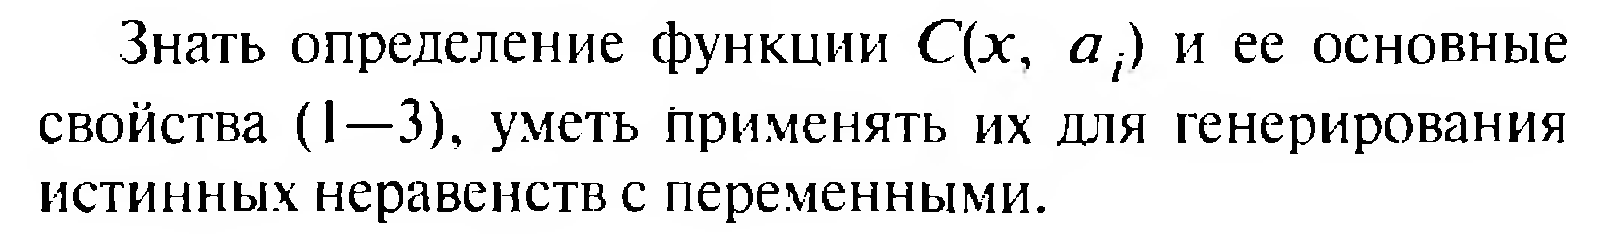 Знать определение функции C(x, a_i) и ее основные
свойства (1—3), уметь применять их для генерирования
истинных неравенств с переменными.